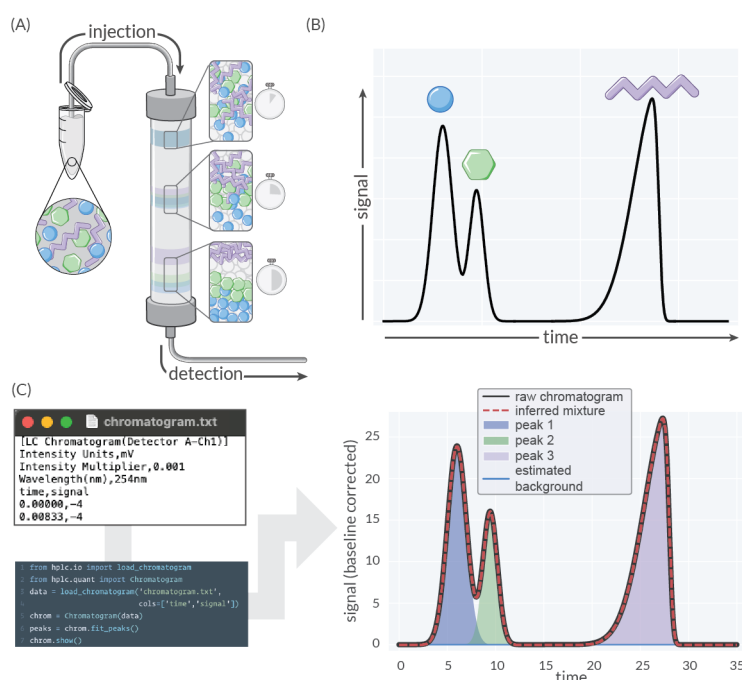 (A)
injection
detection
(B)
signal
time
(C)
chromatogram.txt
[LC Chromatogram(Detector A-Ch1)]
Intensity Units,mV
Intensity Multiplier,0.001
Wavelength(nm),254nm
time,signal
0.00000,-4
0.00833,-4
1 from hplc.io import load_chromatogram
2 from hplc.quant import Chromatogram
3 data = load_chromatogram('chromatogram.txt',
4 cols=['time','signal'])
5 chrom = Chromatogram(data)
6 peaks = chrom.fit_peaks()
7 chrom.show()
raw chromatogram
inferred mixture
peak 1
peak 2
peak 3
estimated
background
signal (baseline corrected)
25
20
15
10
5
0
0 5 10 15 20 25 30 35
time